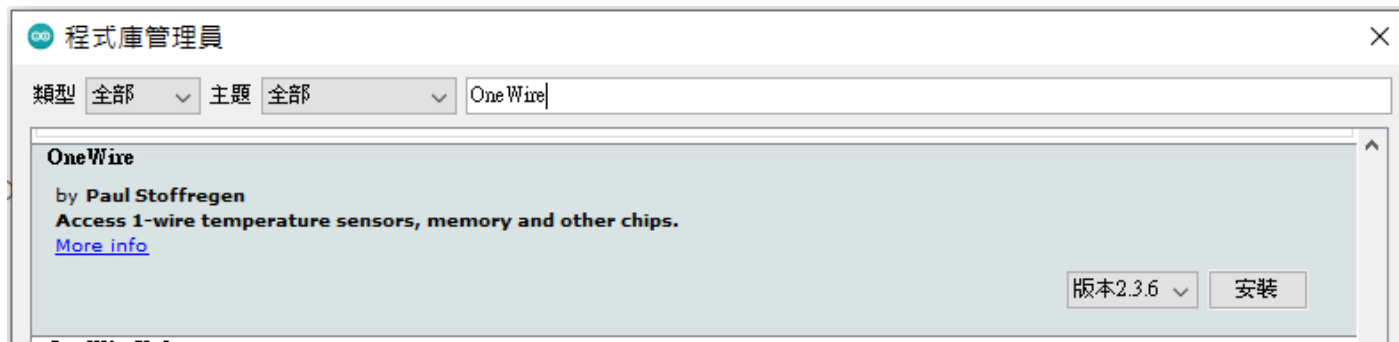 程式庫管理員
類型 全部 主題 全部 OneWire
OneWire
by Paul Stoffregen
Access 1-wire temperature sensors, memory and other chips.
More info
版本2.3.6 安裝